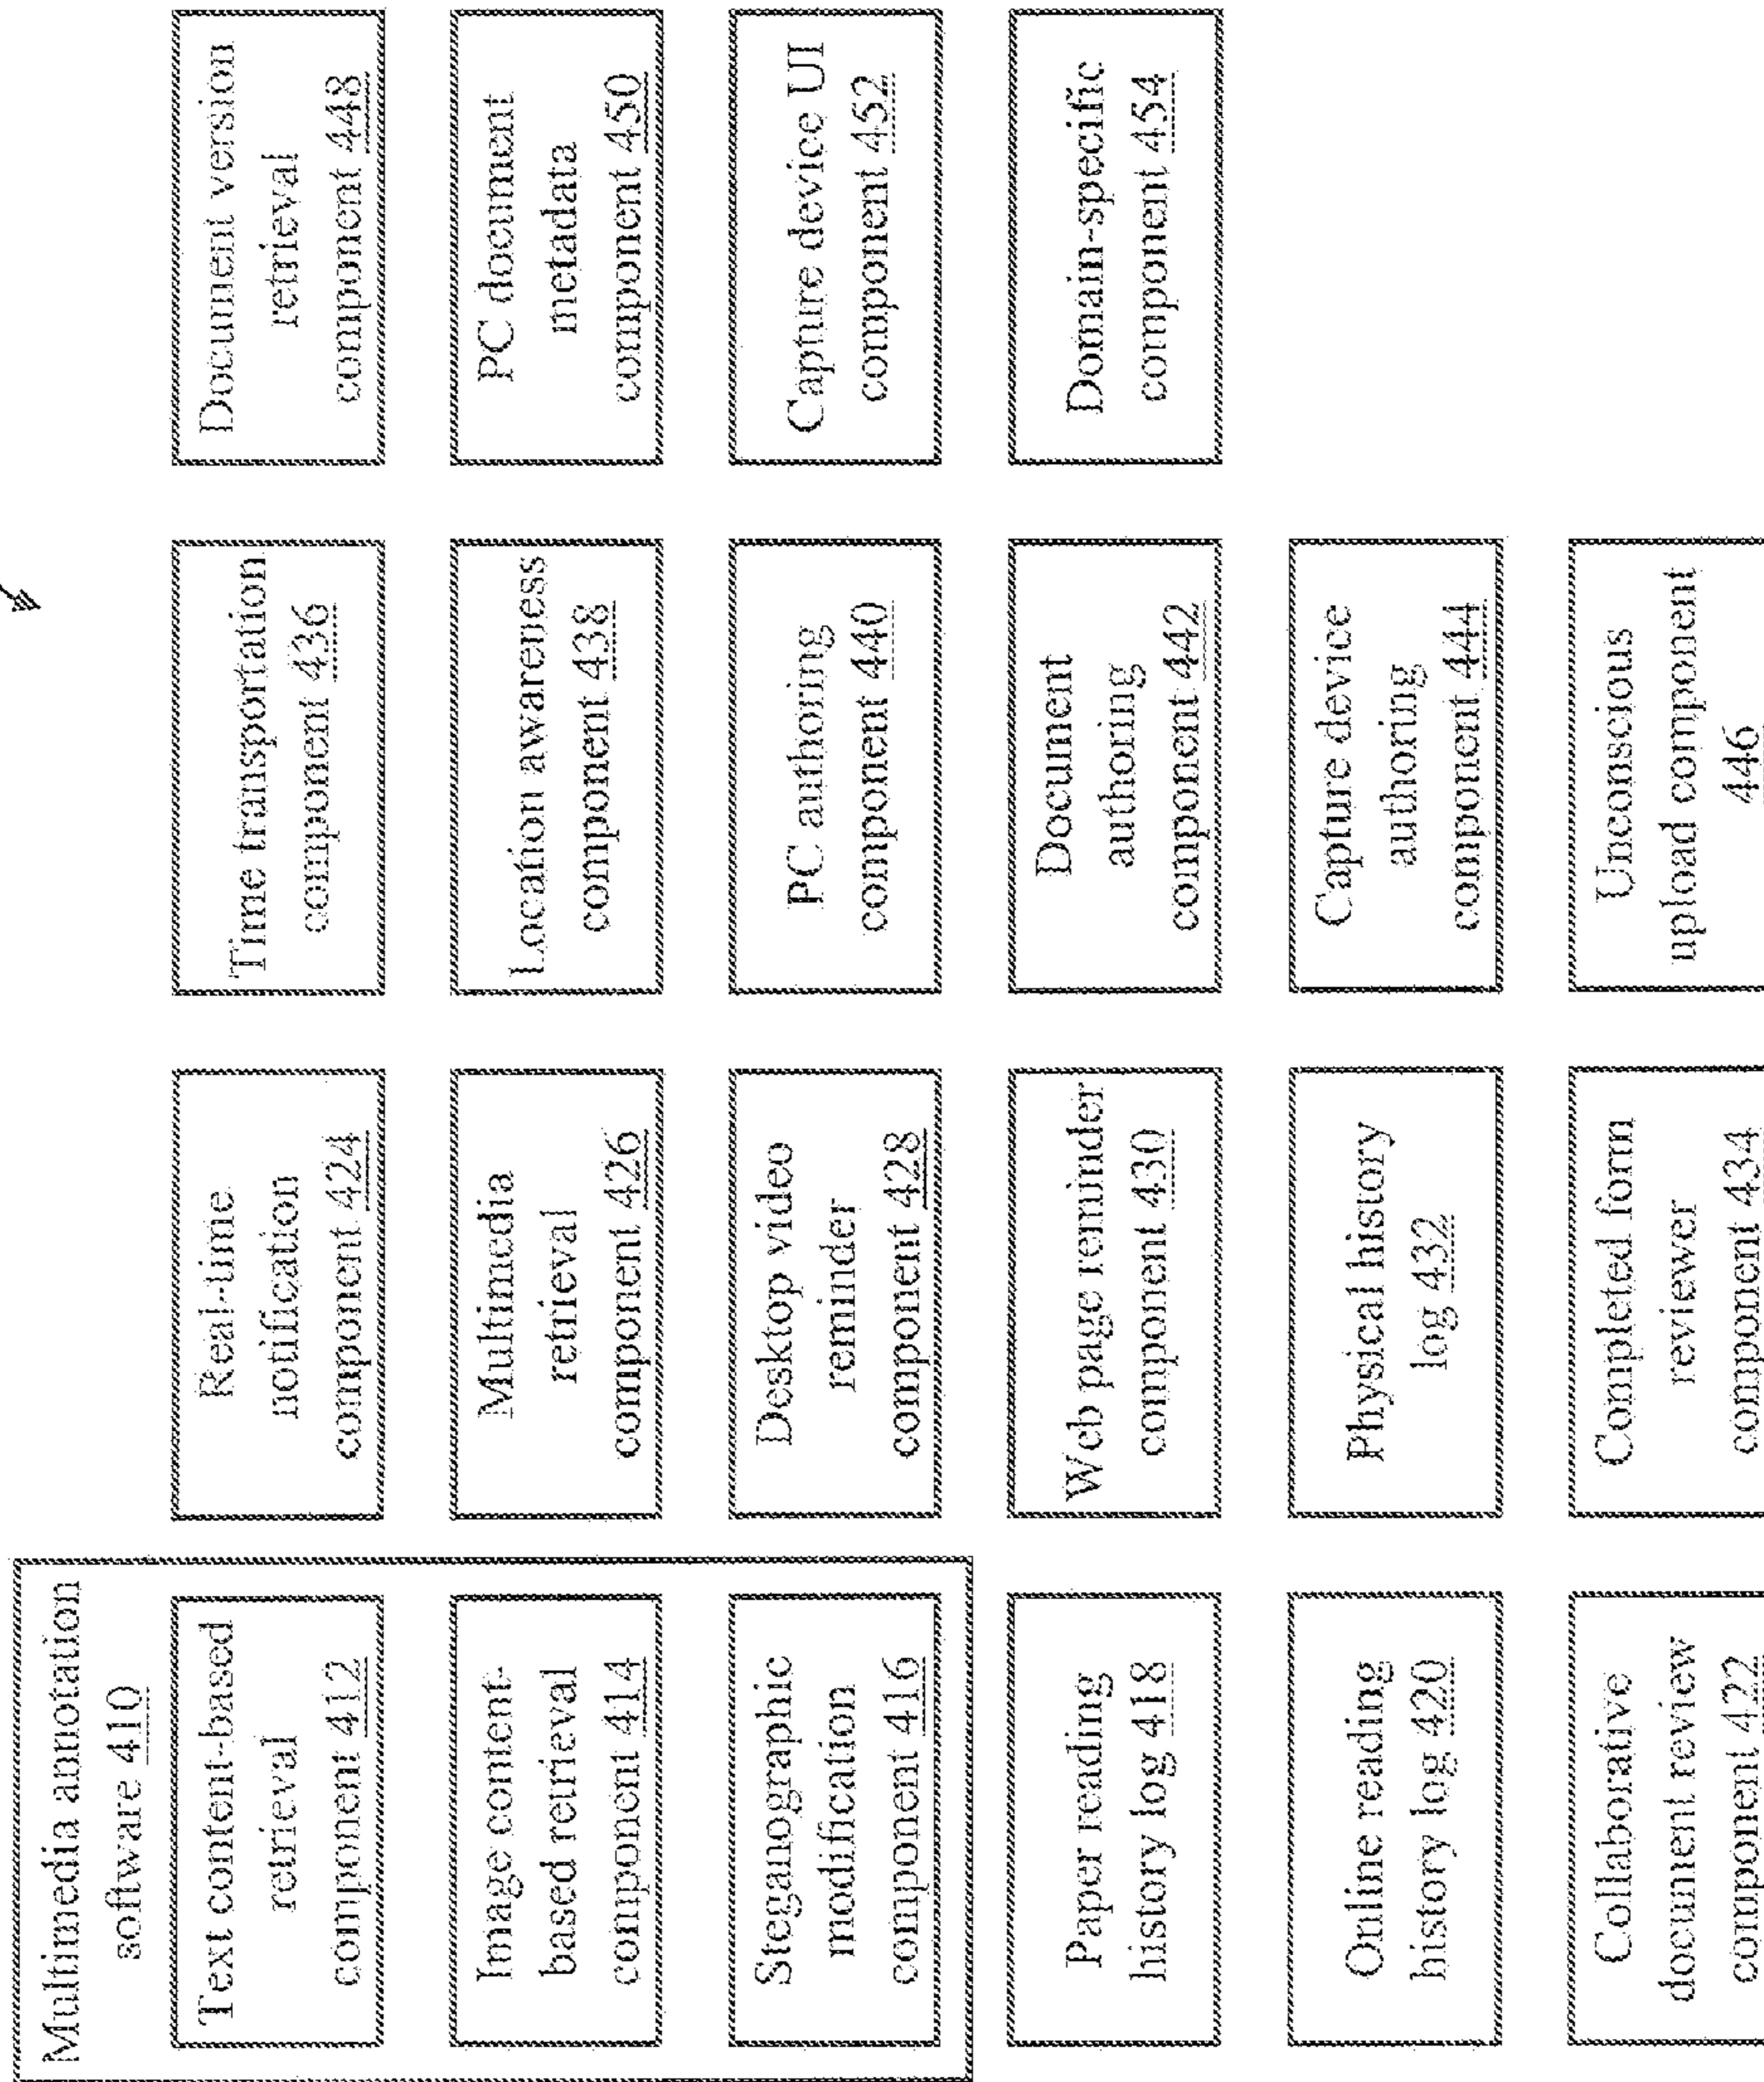 Multimedia annotation
software 410
Text content-based
retrieval
component 412
Image content-
based retrieval
component 414
Steganographic
modification
component 416
Paper reading
history log 418
Online reading
history log 420
Collaborative
document review
component 422
Real-time
notification
component 424
Multimedia
retrieval
component 426
Desktop video
reminder
component 428
Web page reminder
component 430
Physical history
log 432
Completed form
reviewer
component 434
Time transportation
component 436
Location awareness
component 438
PC authoring
component 440
Document
authoring
component 442
Capture device
authoring
component 444
Unconscious
upload component
446
Document version
retrieval
component 448
PC document
metadata
component 450
Capture device UI
component 452
Domain-specific
component 454